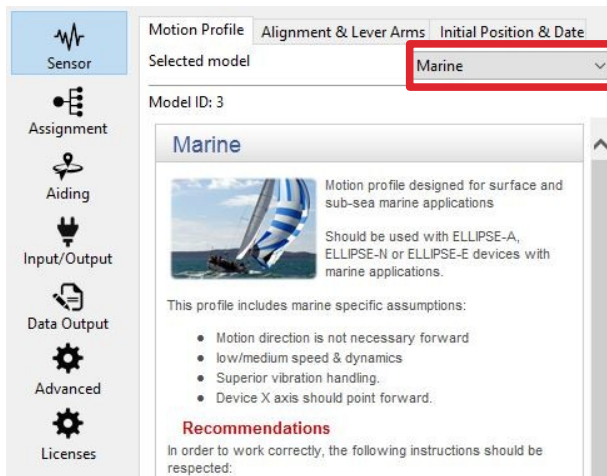 Sensor
Assignment
Aiding
Input/Output
Data Output
Advanced
Licenses
Motion Profile Alignment & Lever Arms Initial Position & Date
Selected model Marine
Model ID: 3
Marine
Motion profile designed for surface and
sub-sea marine applications
Should be used with ELLIPSE-A,
ELLIPSE-N or ELLIPSE-E devices with
marine applications.
This profile includes marine specific assumptions:
● Motion direction is not necessary forward
● low/medium speed & dynamics
● Superior vibration handling.
● Device X axis should point forward.
Recommendations
In order to work correctly, the following instructions should be
respected: